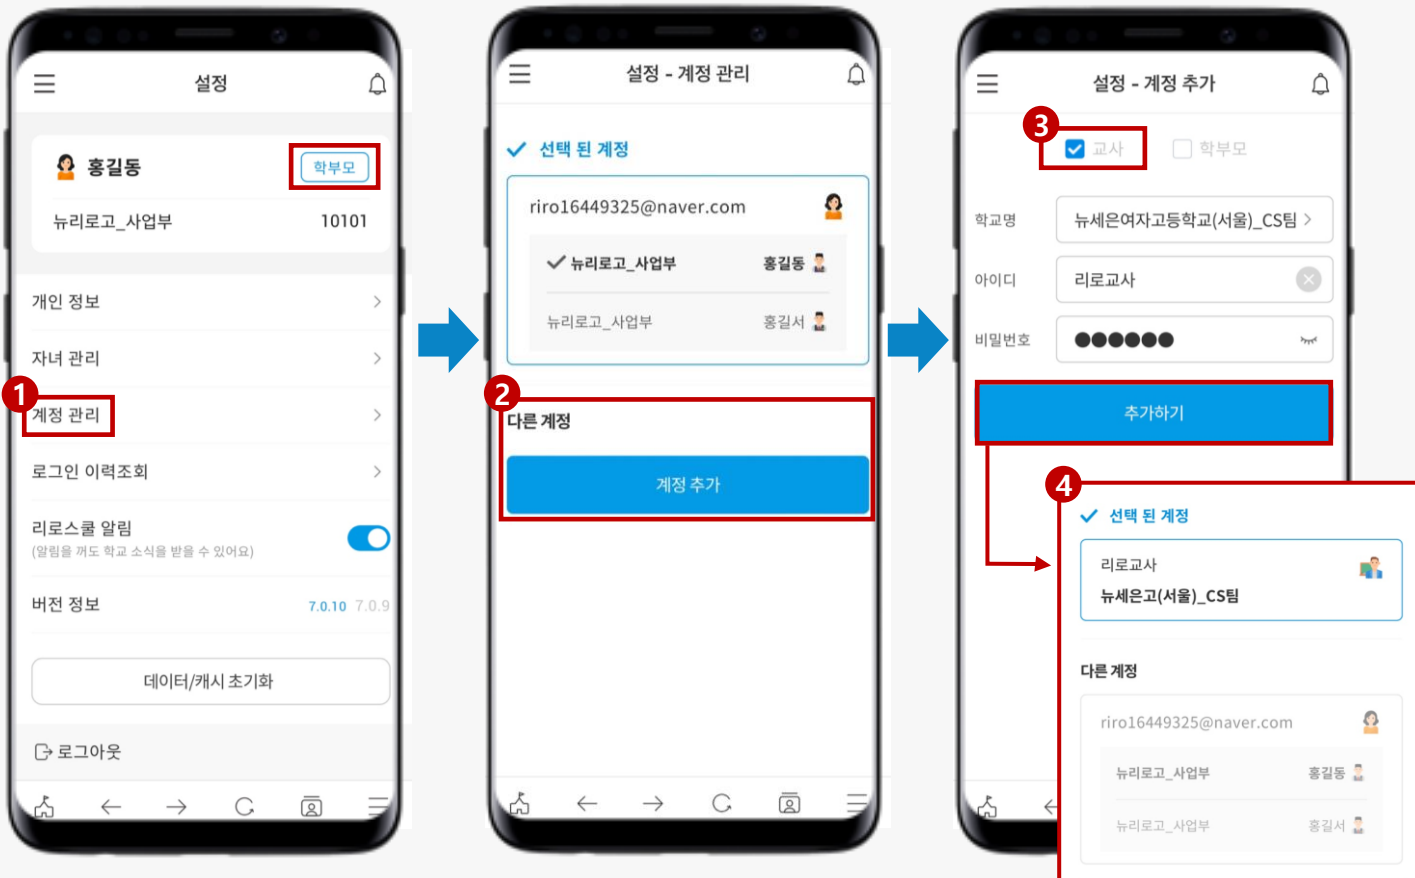 설정
홍길동
학부모
뉴리로고_사업부 10101
개인 정보
자녀 관리
1
계정 관리
로그인 이력조회
리로스쿨 알림
(알림을 꺼도 학교 소식을 받을 수 있어요)
버전 정보 7.0.10 7.0.9
데이터/캐시 초기화
로그아웃
설정 - 계정 관리
선택 된 계정
riro16449325@naver.com
뉴리로고_사업부 홍길동
뉴리로고_사업부 홍길서
2
다른 계정
계정 추가
설정 - 계정 추가
3
교사 학부모
학교명 뉴세은여자고등학교(서울)_CS팀
아이디 리로교사
비밀번호
추가하기
4
선택 된 계정
리로교사
뉴세은고(서울)_CS팀
다른 계정
riro16449325@naver.com
뉴리로고_사업부 홍길동
뉴리로고_사업부 홍길서